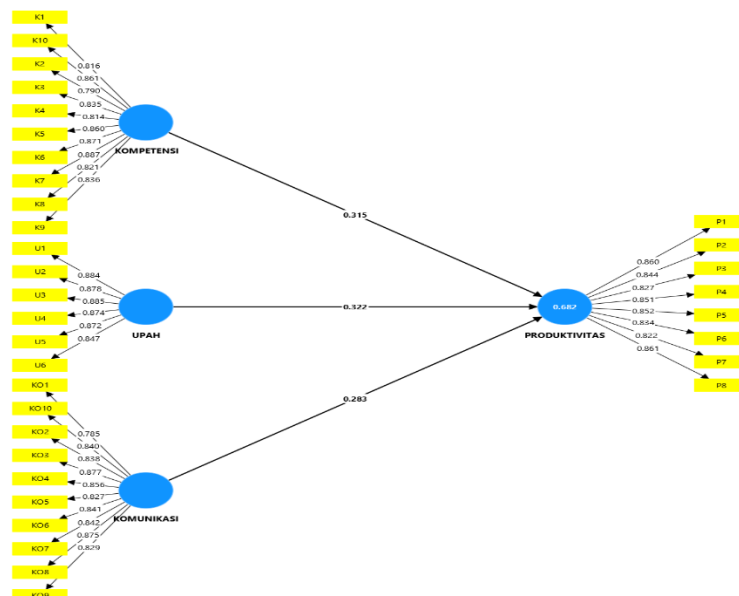 K1
K10
K2
K3
K4
K5
K6
K7
K8
K9
0.816
0.861
0.790
0.835
0.814
0.860
0.871
0.887
0.821
0.836
KOMPETENSI
U1
U2
U3
U4
U5
U6
0.884
0.878
0.885
0.874
0.872
0.847
UPAH
KO1
KO10
KO2
KO3
KO4
KO5
KO6
KO7
KO8
KO9
0.785
0.840
0.838
0.877
0.856
0.827
0.841
0.842
0.875
0.829
KOMUNIKASI
0.315
0.322
0.283
0.682
PRODUKTIVITAS
0.860
0.844
0.827
0.851
0.852
0.834
0.822
0.861
P1
P2
P3
P4
P5
P6
P7
P8